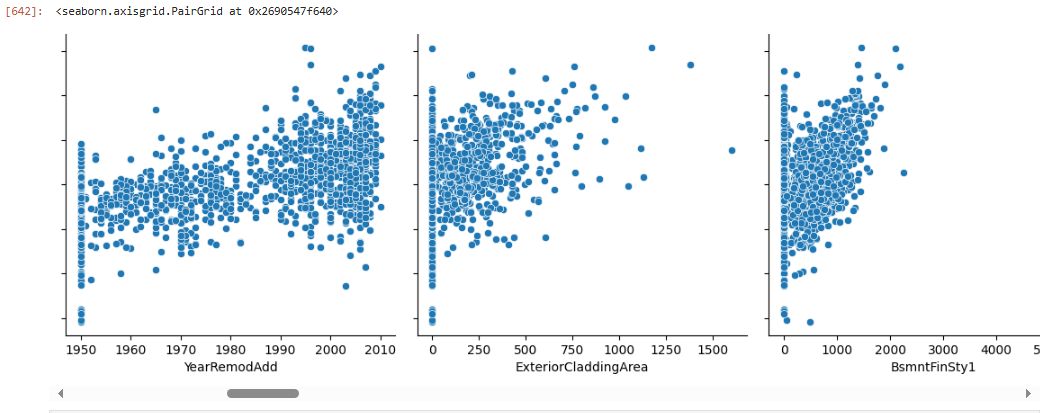 [642]: <seaborn.axisgrid.PairGrid at 0x2690547f640>
1950 1960 1970 1980 1990 2000 2010
YearRemodAdd
0 250 500 750 1000 1250 1500
ExteriorCladdingArea
0 1000 2000 3000 4000 5
BsmntFinSty1